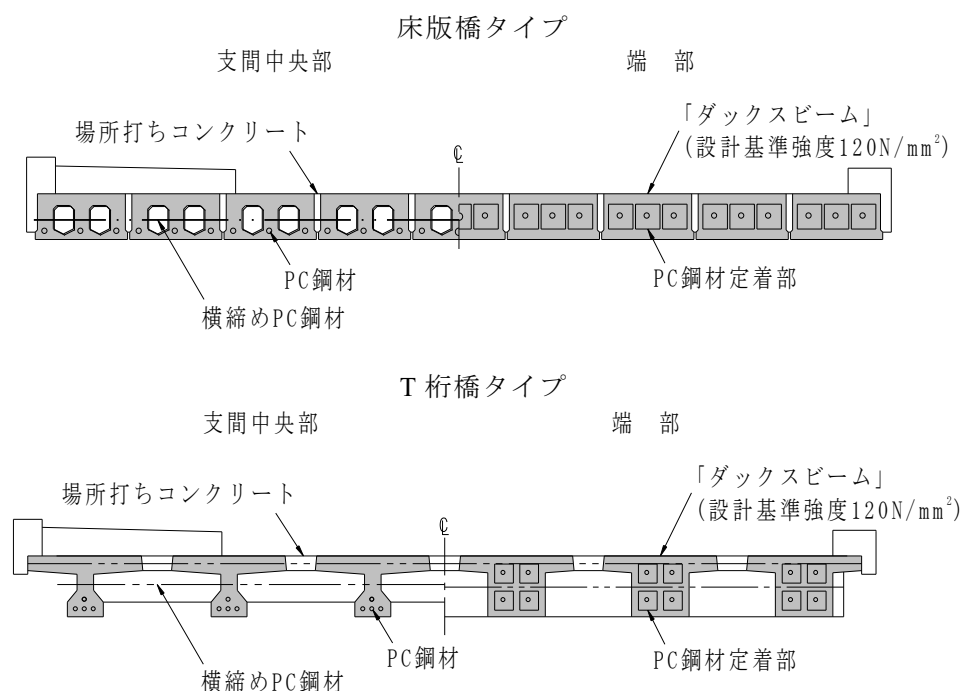 床版橋タイプ
支間中央部
端　部
場所打ちコンクリート
「ダックスビーム」
(設計基準強度120N/mm²)
℄
PC鋼材
PC鋼材定着部
横締めPC鋼材
T 桁橋タイプ
支間中央部
端　部
場所打ちコンクリート
「ダックスビーム」
(設計基準強度120N/mm²)
℄
PC鋼材
PC鋼材定着部
横締めPC鋼材